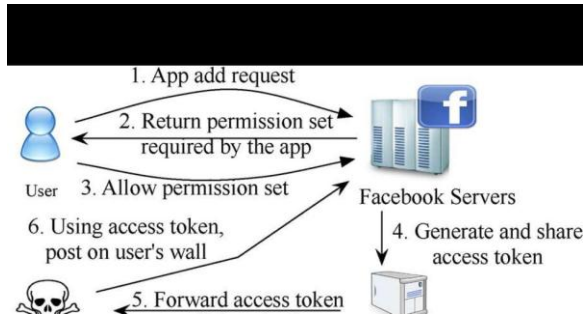 1. App add request
f
2. Return permission set
required by the app
User
3. Allow permission set
Facebook Servers
6. Using access token,
post on user's wall
4. Generate and share
access token
5. Forward access token